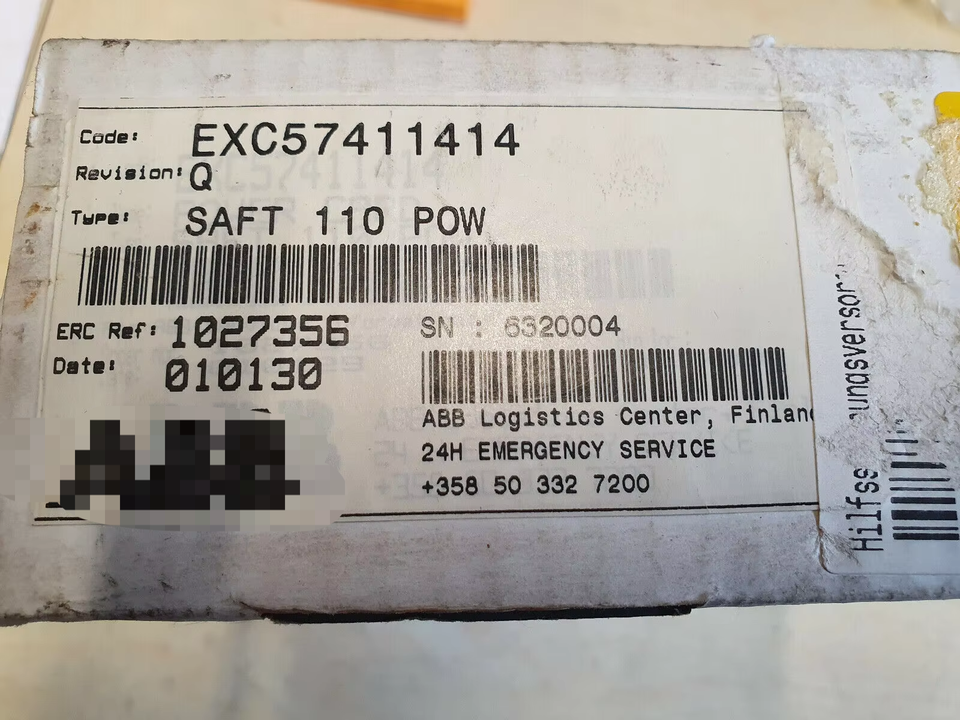 Code: EXC57411414
Revision: Q
Type: SAFT 110 POW
ERC Ref: 1027356
SN : 6320004
Date: 010130
ABB Logistics Center, Finland
24H EMERGENCY SERVICE
+358 50 332 7200